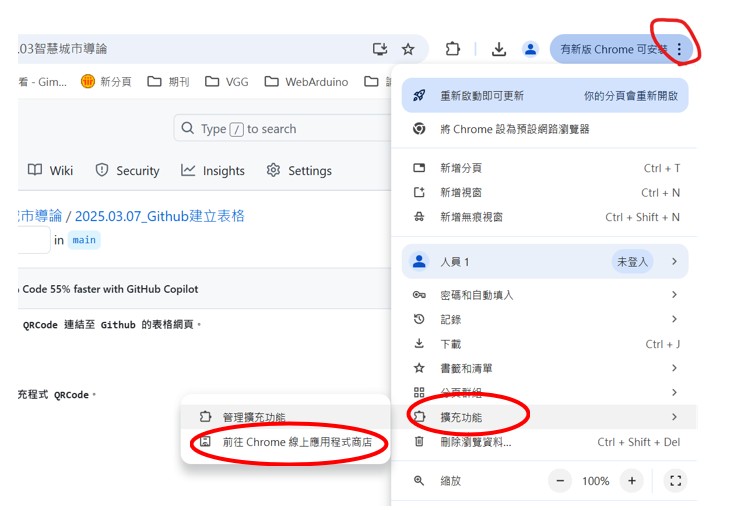 .03智慧城市導論
有新版 Chrome 可安裝
看 - Gim...
新分頁
期刊
VGG
WebArduino
重新啟動即可更新
你的分頁會重新開啟
將 Chrome 設為預設網路瀏覽器
Type / to search
新增分頁
Ctrl + T
Wiki
Security
Insights
Settings
新增視窗
Ctrl + N
新增無痕視窗
Ctrl + Shift + N
市導論 / 2025.03.07_Github建立表格
in main
人員 1
未登入
Code 55% faster with GitHub Copilot
密碼和自動填入
QRCode 連結至 Github 的表格網頁。
記錄
下載
Ctrl + J
書籤和清單
充程式 QRCode。
分頁群組
管理擴充功能
擴充功能
前往 Chrome 線上應用程式商店
刪除瀏覽資料...
Ctrl + Shift + Del
縮放
− 100% +